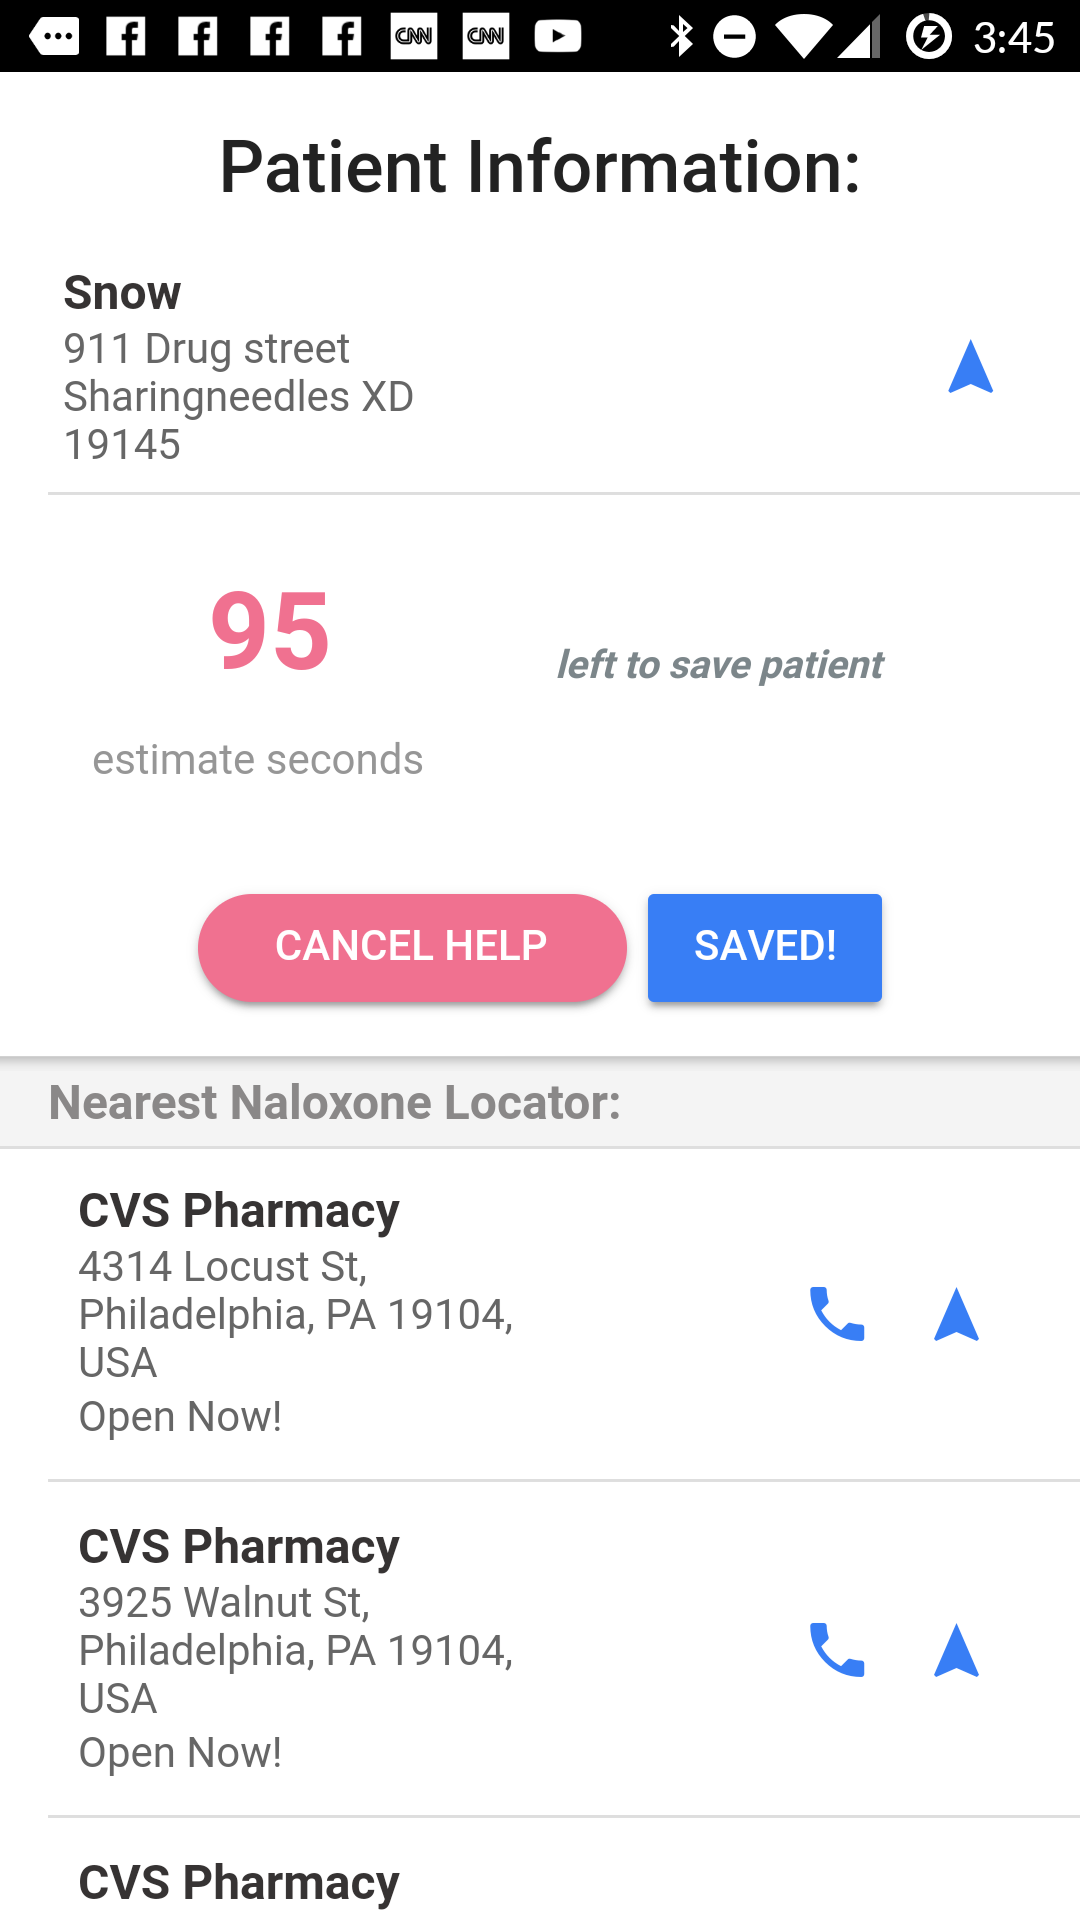 CNN CNN 3:45
Patient Information:
Snow
911 Drug street
Sharingneedles XD
19145
95
left to save patient
estimate seconds
CANCEL HELP SAVED!
Nearest Naloxone Locator:
CVS Pharmacy
4314 Locust St,
Philadelphia, PA 19104,
USA
Open Now!
CVS Pharmacy
3925 Walnut St,
Philadelphia, PA 19104,
USA
Open Now!
CVS Pharmacy